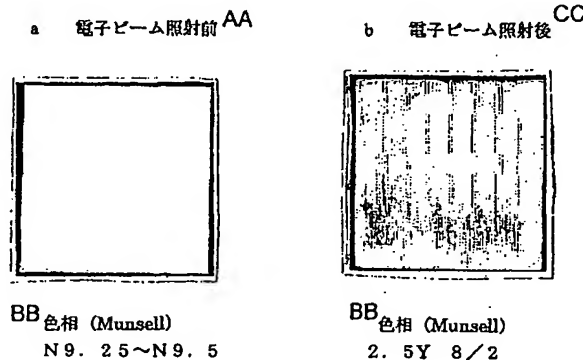 a 電子ビーム照射前 AA
b 電子ビーム照射後 CC
BB 色相 (Munsell)
N9. 25～N9. 5
BB 色相 (Munsell)
2. 5Y 8/2